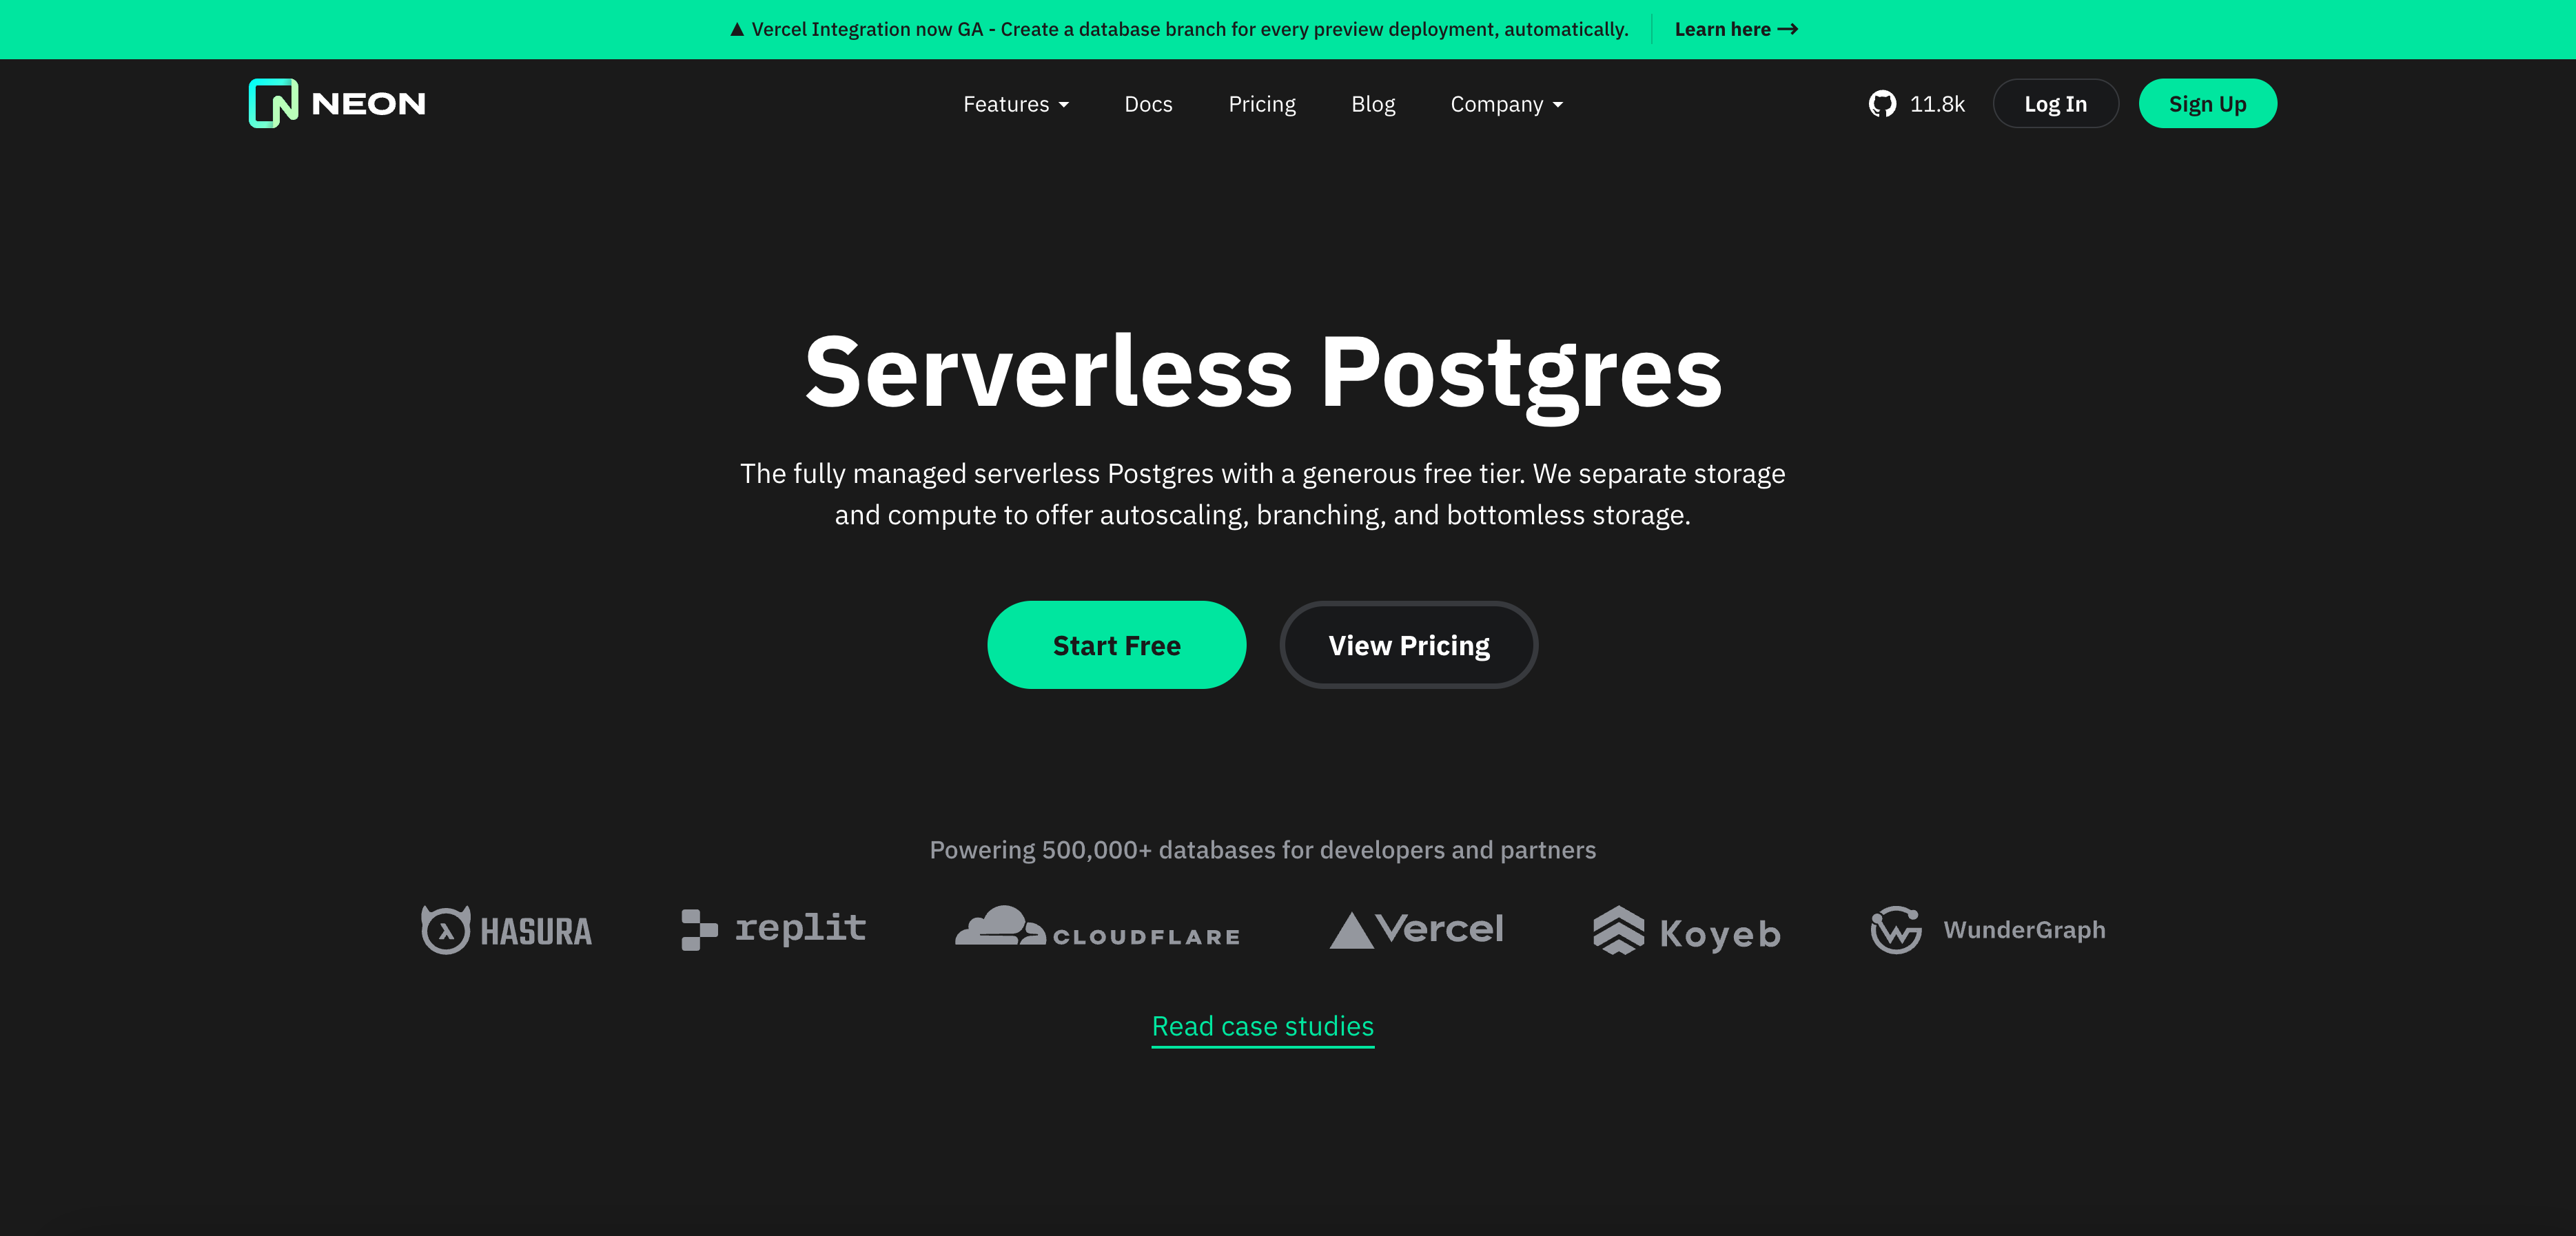 ▲ Vercel Integration now GA - Create a database branch for every preview deployment, automatically. Learn here →
NEON Features Docs Pricing Blog Company 11.8k Log In Sign Up
Serverless Postgres
The fully managed serverless Postgres with a generous free tier. We separate storage
and compute to offer autoscaling, branching, and bottomless storage.
Start Free View Pricing
Powering 500,000+ databases for developers and partners
HASURA replit CLOUDFLARE Vercel Koyeb WunderGraph
Read case studies